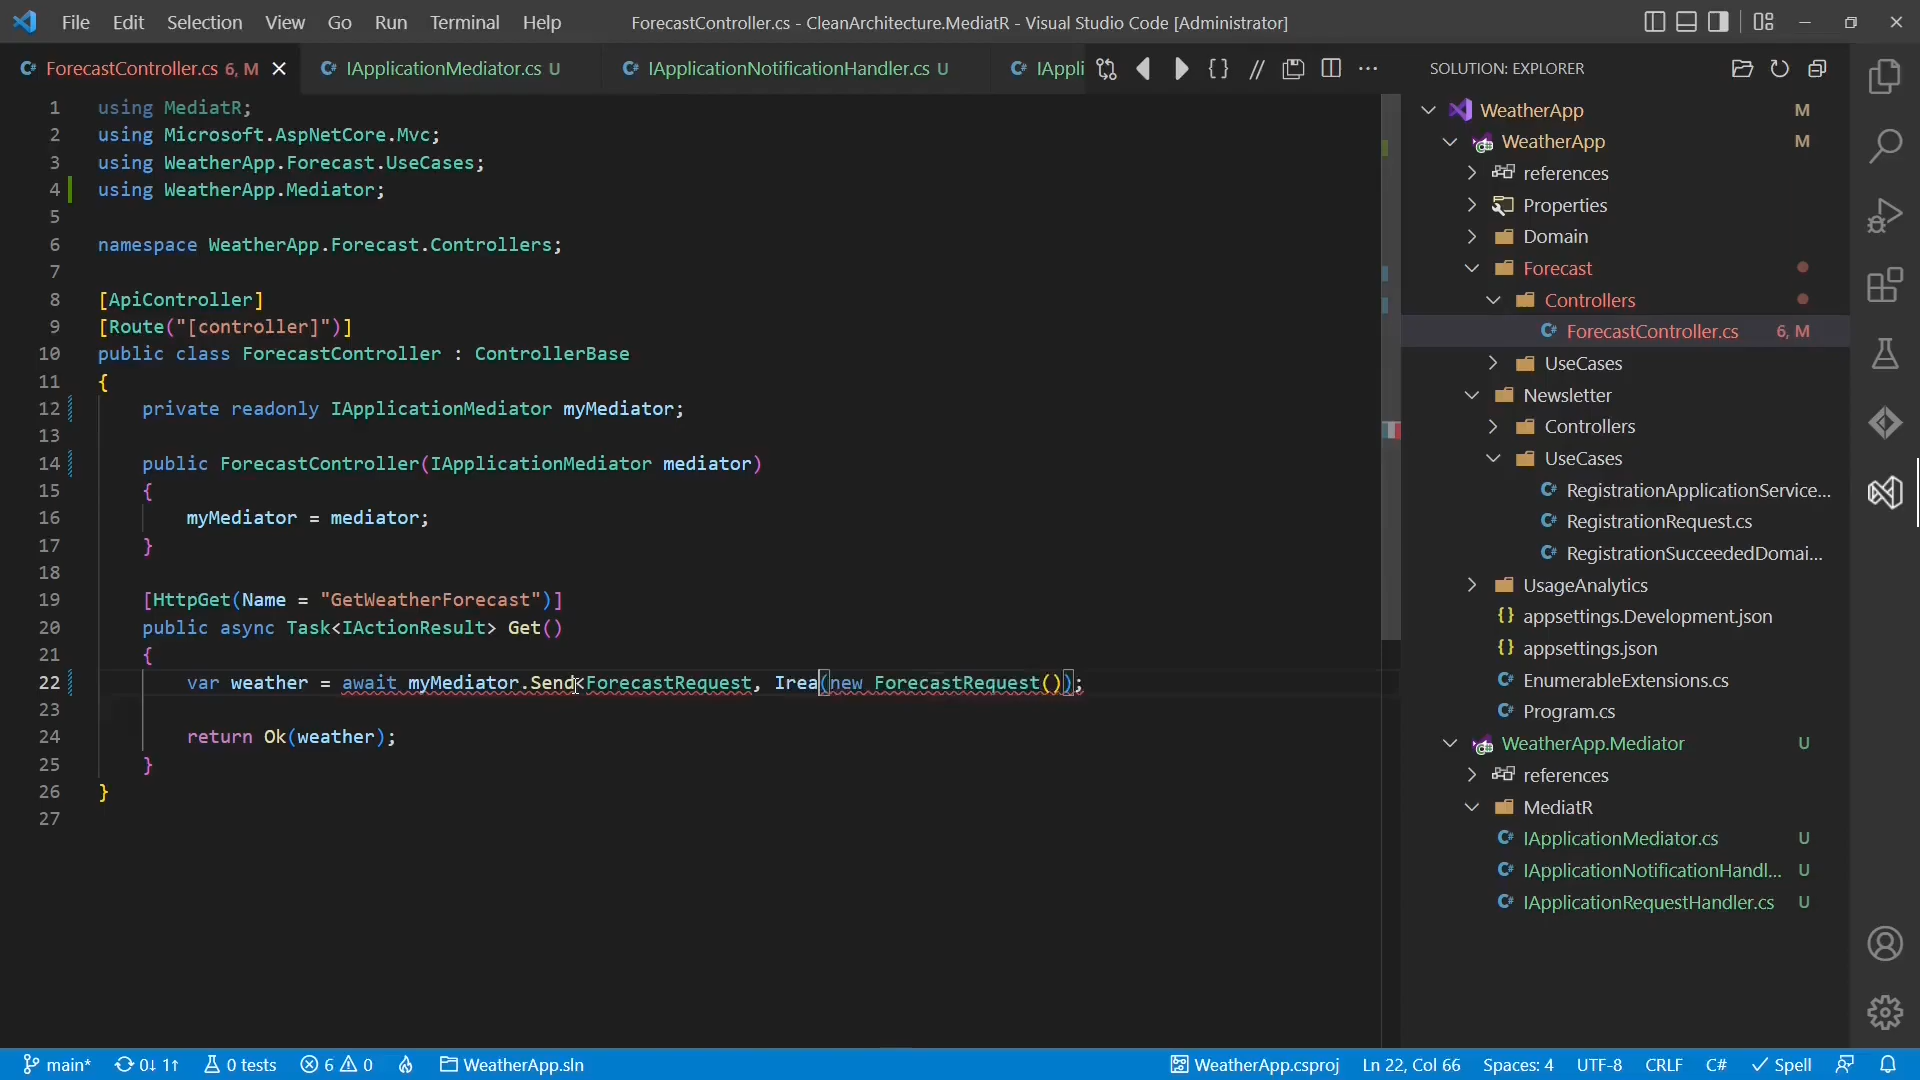 File Edit Selection View Go Run Terminal Help
ForecastController.cs - CleanArchitecture.MediatR - Visual Studio Code [Administrator]
C# ForecastController.cs 6, M
C# IApplicationMediator.cs U
C# IApplicationNotificationHandler.cs U
C# IAppli
1 using MediatR;
2 using Microsoft.AspNetCore.Mvc;
3 using WeatherApp.Forecast.UseCases;
4 using WeatherApp.Mediator;
5
6 namespace WeatherApp.Forecast.Controllers;
7
8 [ApiController]
9 [Route("[controller]")]
10 public class ForecastController : ControllerBase
11 {
12 private readonly IApplicationMediator myMediator;
13
14 public ForecastController(IApplicationMediator mediator)
15 {
16 myMediator = mediator;
17 }
18
19 [HttpGet(Name = "GetWeatherForecast")]
20 public async Task<IActionResult> Get()
21 {
22 var weather = await myMediator.Send<ForecastRequest, Irea(new ForecastRequest());
23
24 return Ok(weather);
25 }
26 }
27
SOLUTION: EXPLORER
WeatherApp M
WeatherApp M
references
Properties
Domain
Forecast
Controllers
C# ForecastController.cs 6, M
UseCases
Newsletter
Controllers
UseCases
C# RegistrationApplicationService...
C# RegistrationRequest.cs
C# RegistrationSucceededDomai...
UsageAnalytics
{} appsettings.Development.json
{} appsettings.json
C# EnumerableExtensions.cs
C# Program.cs
WeatherApp.Mediator U
references
MediatR
C# IApplicationMediator.cs U
C# IApplicationNotificationHandl... U
C# IApplicationRequestHandler.cs U
main* 0↓ 1↑ 0 tests 6 0 WeatherApp.sln
WeatherApp.csproj Ln 22, Col 66 Spaces: 4 UTF-8 CRLF C# Spell